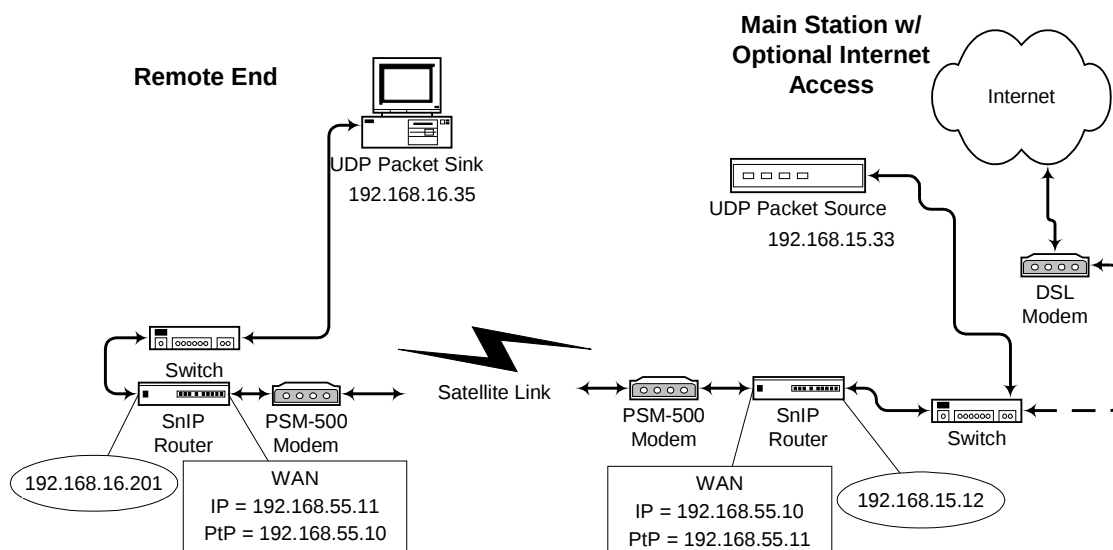 Remote End
UDP Packet Sink
192.168.16.35
Switch
SnIP
Router
PSM-500
Modem
192.168.16.201
WAN
IP = 192.168.55.11
PtP = 192.168.55.10
Satellite Link
Main Station w/
Optional Internet
Access
Internet
UDP Packet Source
192.168.15.33
DSL
Modem
PSM-500
Modem
SnIP
Router
Switch
WAN
IP = 192.168.55.10
PtP = 192.168.55.11
192.168.15.12